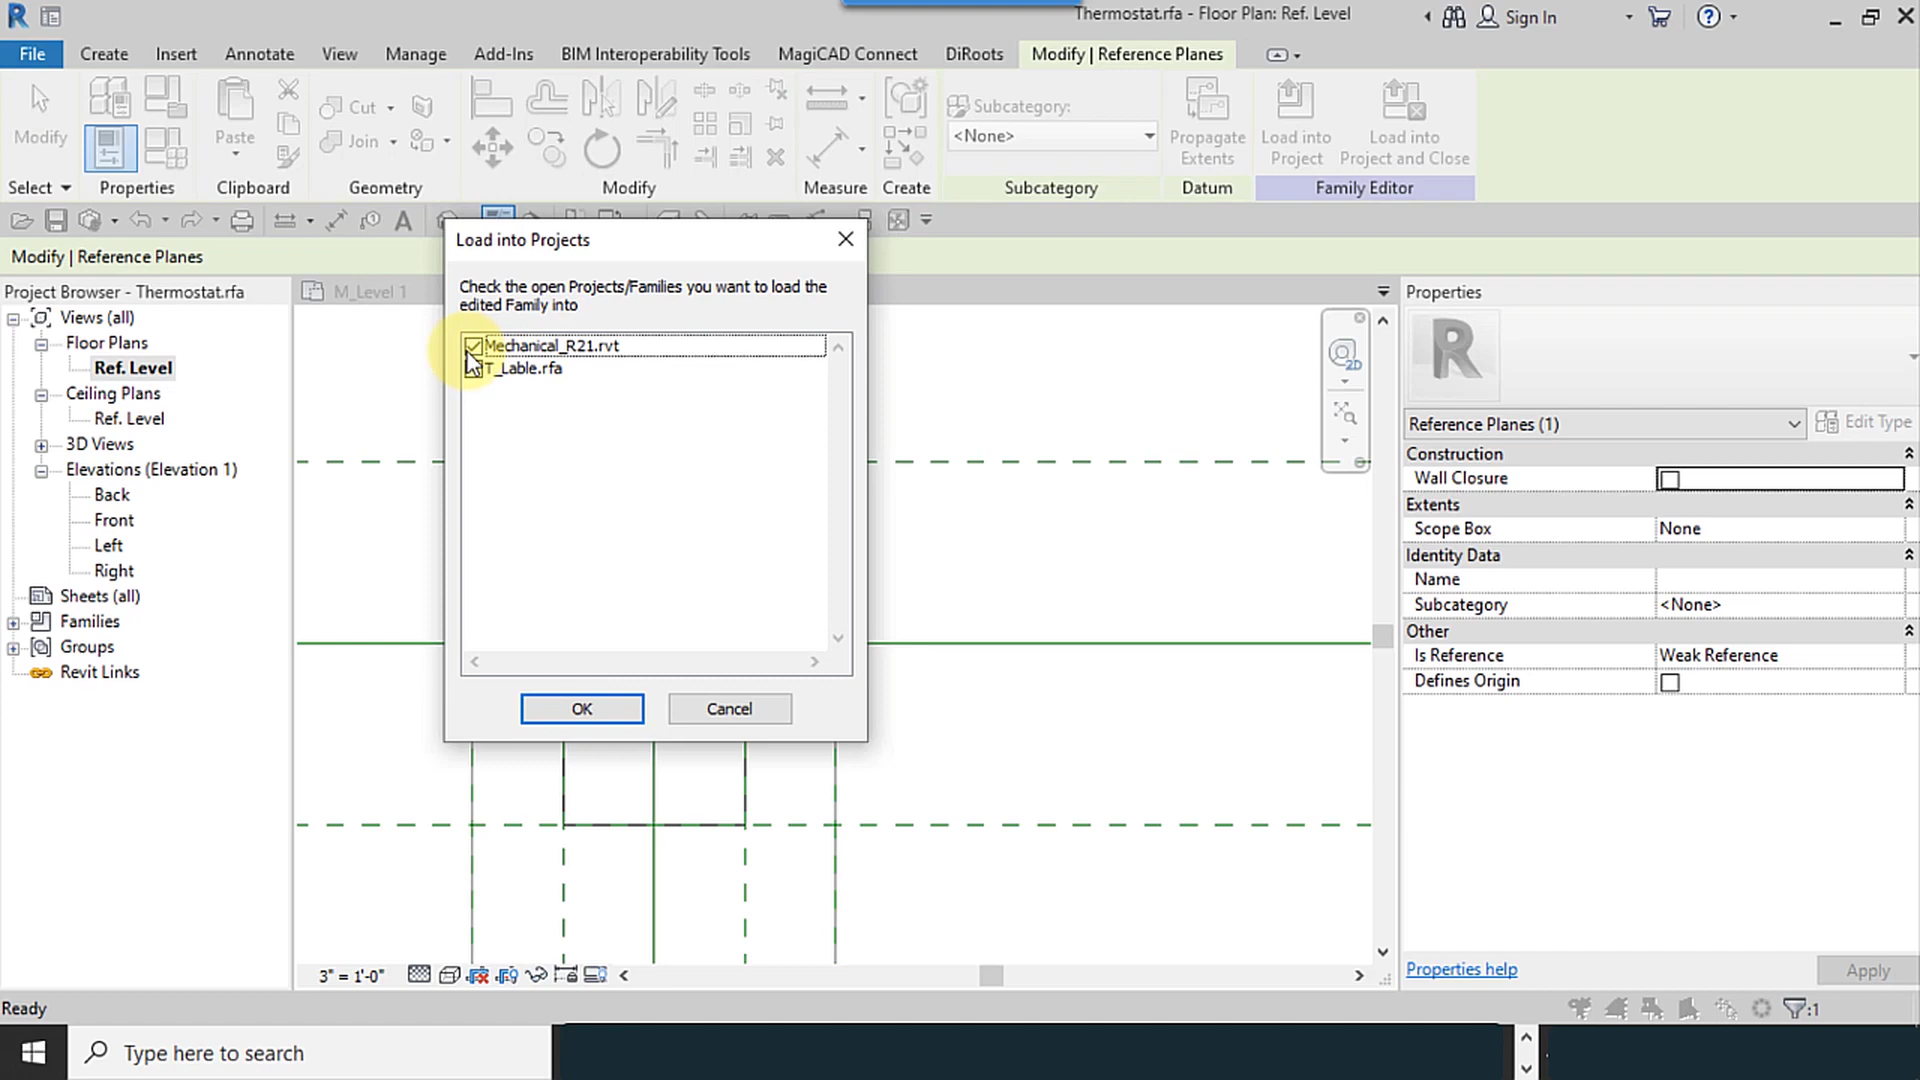 Thermostat.rfa - Floor Plan: Ref. Level
Sign In
File
Create
Insert
Annotate
View
Manage
Add-Ins
BIM Interoperability Tools
MagiCAD Connect
DiRoots
Modify | Reference Planes
Modify
Paste
Cut
Join
Subcategory:
<None>
Propagate
Extents
Load into
Project
Load into
Project and Close
Select
Properties
Clipboard
Geometry
Modify
Measure
Create
Subcategory
Datum
Family Editor
Modify | Reference Planes
Project Browser - Thermostat.rfa
Views (all)
Floor Plans
Ref. Level
Ceiling Plans
Ref. Level
3D Views
Elevations (Elevation 1)
Back
Front
Left
Right
Sheets (all)
Families
Groups
Revit Links
M_Level 1
Load into Projects
Check the open Projects/Families you want to load the
edited Family into
Mechanical_R21.rvt
T_Lable.rfa
OK
Cancel
2D
3" = 1'-0"
Properties
R
Reference Planes (1)
Edit Type
Construction
Wall Closure
Extents
Scope Box
None
Identity Data
Name
Subcategory
<None>
Other
Is Reference
Weak Reference
Defines Origin
Properties help
Apply
Ready
:1
Type here to search